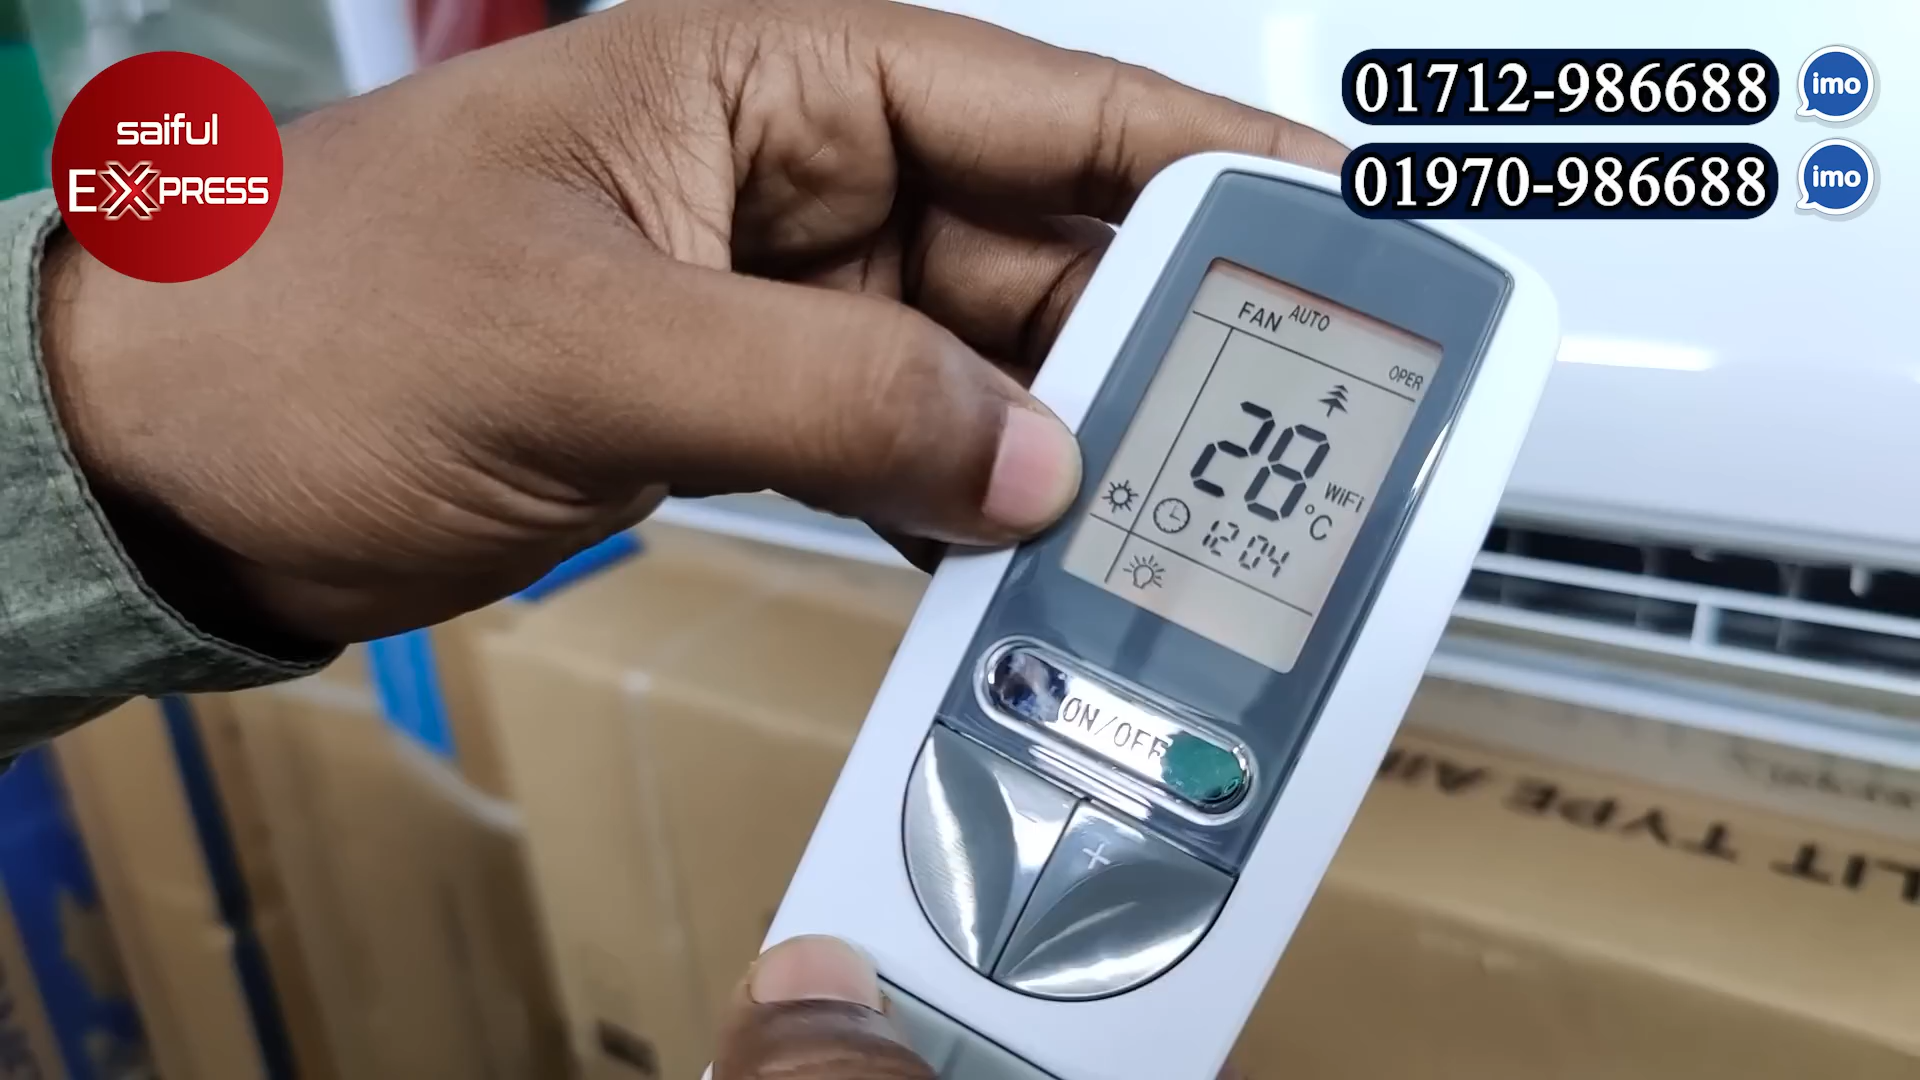 saiful
EXPRESS
01712-986688
imo
01970-986688
imo
FAN AUTO
OPER
28 °C
WiFi
12 04
ON/OFF
- +
LIT TYPE AI